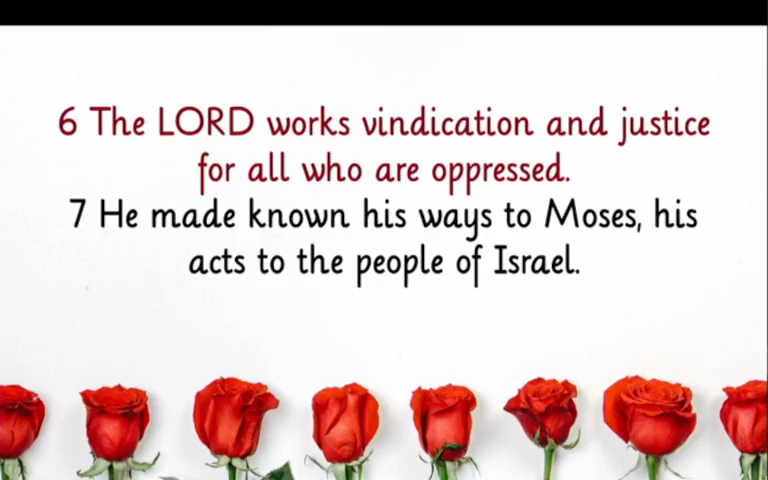 6 The LORD works vindication and justice
for all who are oppressed.
7 He made known his ways to Moses, his
acts to the people of Israel.